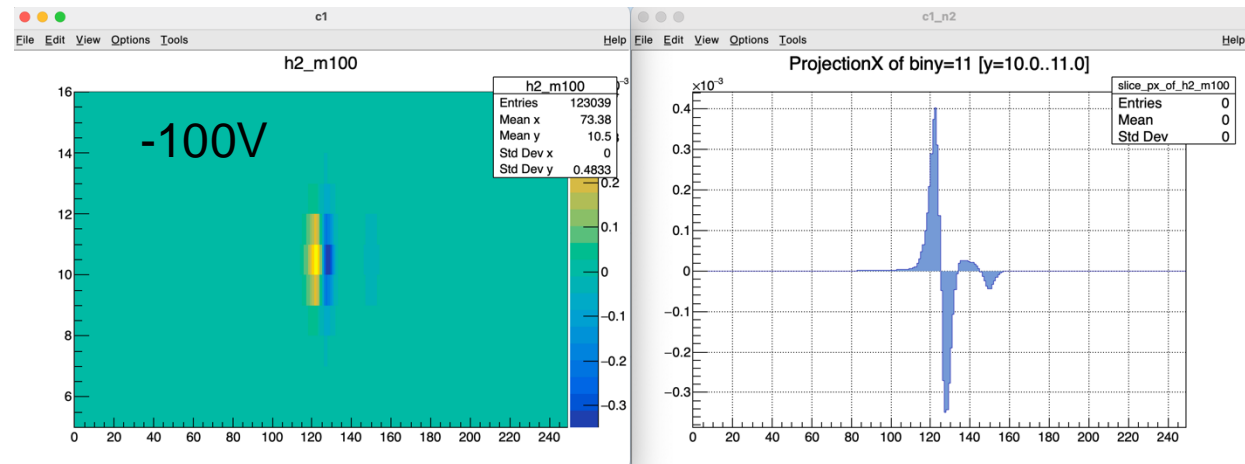 c1
File Edit View Options Tools Help
h2_m100
-100V
h2_m100
Entries 123039
Mean x 73.38
Mean y 10.5
Std Dev x 0
Std Dev y 0.4833
16
14
12
10
8
6
0 20 40 60 80 100 120 140 160 180 200 220 240
0.2
0.1
0
−0.1
−0.2
−0.3
c1_n2
File Edit View Options Tools Help
ProjectionX of biny=11 [y=10.0..11.0]
×10⁻³
slice_px_of_h2_m100
Entries 0
Mean 0
Std Dev 0
0.4
0.3
0.2
0.1
0
−0.1
−0.2
−0.3
0 20 40 60 80 100 120 140 160 180 200 220 240